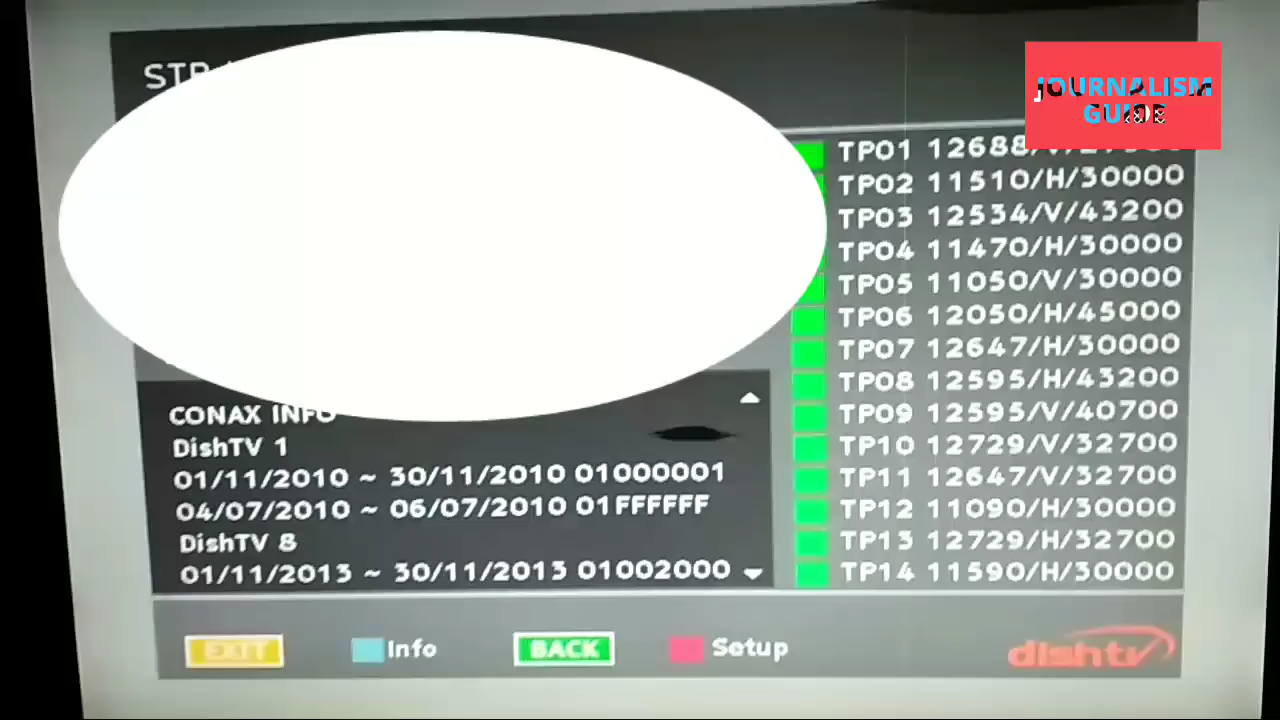 JOURNALISM
GUIDE
TP01 12688/V/
TP02 11510/H/30000
TP03 12534/V/43200
TP04 11470/H/30000
TP05 11050/V/30000
TP06 12050/H/45000
TP07 12647/H/30000
TP08 12595/H/43200
TP09 12595/V/40700
TP10 12729/V/32700
TP11 12647/V/32700
TP12 11090/H/30000
TP13 12729/H/32700
TP14 11590/H/30000
CONAX INFO
DishTV 1
01/11/2010 ~ 30/11/2010 01000001
04/07/2010 ~ 06/07/2010 01FFFFFF
DishTV 8
01/11/2013 ~ 30/11/2013 01002000
EXIT Info BACK Setup
dishtv